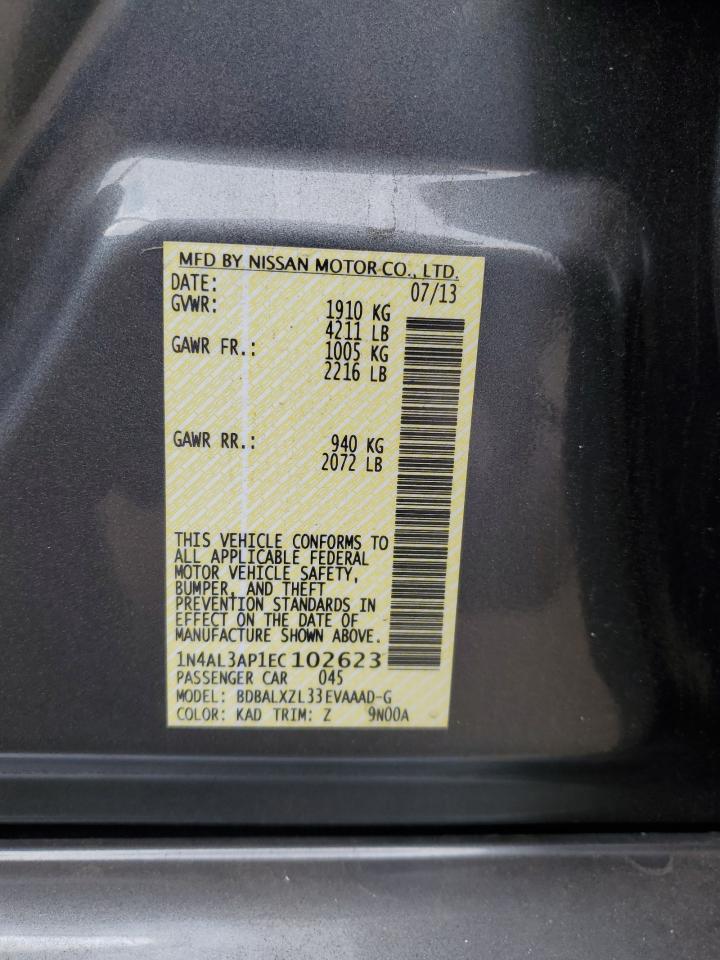 MFD BY NISSAN MOTOR CO., LTD.
DATE: 07/13
GVWR: 1910 KG
4211 LB
GAWR FR.: 1005 KG
2216 LB
GAWR RR.: 940 KG
2072 LB
THIS VEHICLE CONFORMS TO
ALL APPLICABLE FEDERAL
MOTOR VEHICLE SAFETY,
BUMPER, AND THEFT
PREVENTION STANDARDS IN
EFFECT ON THE DATE OF
MANUFACTURE SHOWN ABOVE.
1N4AL3AP1EC102623
PASSENGER CAR 045
MODEL: BDBALXZL33EVAAAD-G
COLOR: KAD TRIM: Z 9N00A